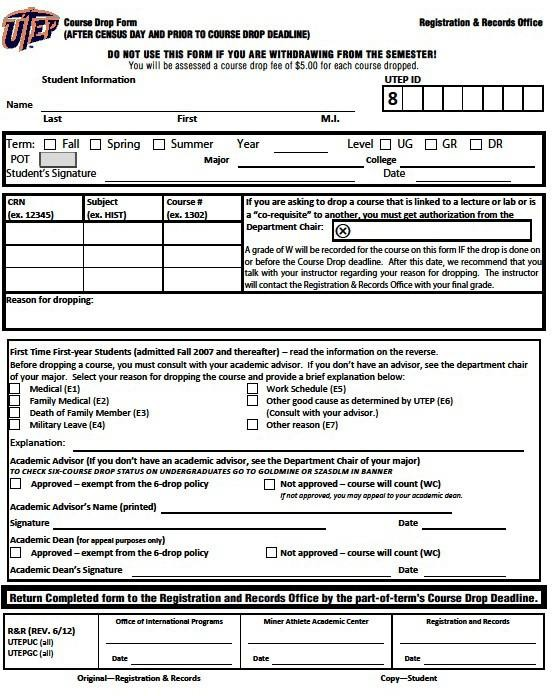 UTEP
Course Drop Form
Registration & Records Office
(AFTER CENSUS DAY AND PRIOR TO COURSE DROP DEADLINE)
DO NOT USE THIS FORM IF YOU ARE WITHDRAWING FROM THE SEMESTER!
You will be assessed a course drop fee of $5.00 for each course dropped.
Student Information
UTEP ID
8
Name
Last First M.I.
Term: Fall Spring Summer Year Level UG GR DR
POT Major College
Student's Signature Date
CRN Subject Course #
(ex. 12345) (ex. HIST) (ex. 1302)
If you are asking to drop a course that is linked to a lecture or lab or is
a "co-requisite" to another, you must get authorization from the
Department Chair:
A grade of W will be recorded for the course on this form IF the drop is done on
or before the Course Drop deadline. After this date, we recommend that you
talk with your instructor regarding your reason for dropping. The instructor
will contact the Registration & Records Office with your final grade.
Reason for dropping:
First Time First-year Students (admitted Fall 2007 and thereafter) – read the information on the reverse.
Before dropping a course, you must consult with your academic advisor. If you don't have an advisor, see the department chair
of your major. Select your reason for dropping the course and provide a brief explanation below:
Medical (E1) Work Schedule (E5)
Family Medical (E2) Other good cause as determined by UTEP (E6)
Death of Family Member (E3) (Consult with your advisor.)
Military Leave (E4) Other reason (E7)
Explanation:
Academic Advisor (If you don't have an academic advisor, see the Department Chair of your major)
TO CHECK SIX-COURSE DROP STATUS ON UNDERGRADUATES GO TO GOLDMINE OR SZASDLM IN BANNER
Approved – exempt from the 6-drop policy Not approved – course will count (WC)
If not approved, you may appeal to your academic dean.
Academic Advisor's Name (printed)
Signature Date
Academic Dean (for appeal purposes only)
Approved – exempt from the 6-drop policy Not approved – course will count (WC)
Academic Dean's Signature Date
Return Completed form to the Registration and Records Office by the part-of-term's Course Drop Deadline.
R&R (REV. 6/12)
UTEPUC (all)
UTEPGC (all)
Office of International Programs Miner Athlete Academic Center Registration and Records
Date Date Date
Original—Registration & Records Copy—Student